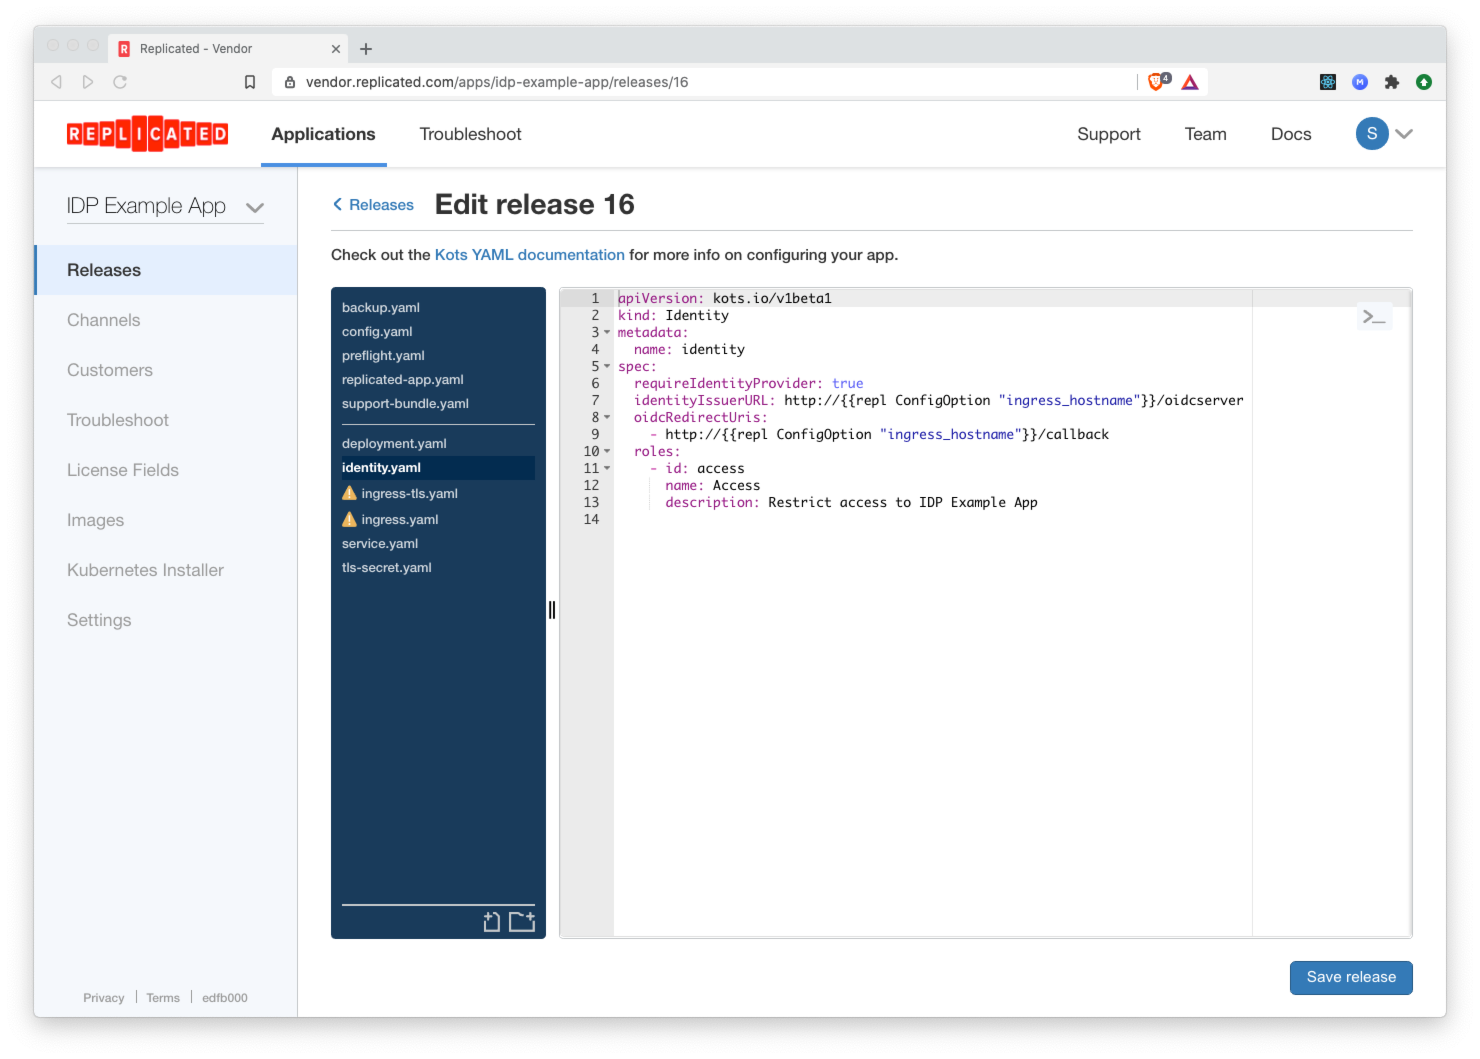 Replicated - Vendor
vendor.replicated.com/apps/idp-example-app/releases/16
4
M
REPLICATED
Applications
Troubleshoot
Support
Team
Docs
S
IDP Example App
Releases
Channels
Customers
Troubleshoot
License Fields
Images
Kubernetes Installer
Settings
Privacy
Terms
edfb000
Releases
Edit release 16
Check out the Kots YAML documentation for more info on configuring your app.
backup.yaml
config.yaml
preflight.yaml
replicated-app.yaml
support-bundle.yaml
deployment.yaml
identity.yaml
ingress-tls.yaml
ingress.yaml
service.yaml
tls-secret.yaml
1 apiVersion: kots.io/v1beta1
2 kind: Identity
3 metadata:
4 name: identity
5 spec:
6 requireIdentityProvider: true
7 identityIssuerURL: http://{{repl ConfigOption "ingress_hostname"}}/oidcserver
8 oidcRedirectUris:
9 - http://{{repl ConfigOption "ingress_hostname"}}/callback
10 roles:
11 - id: access
12 name: Access
13 description: Restrict access to IDP Example App
14
Save release